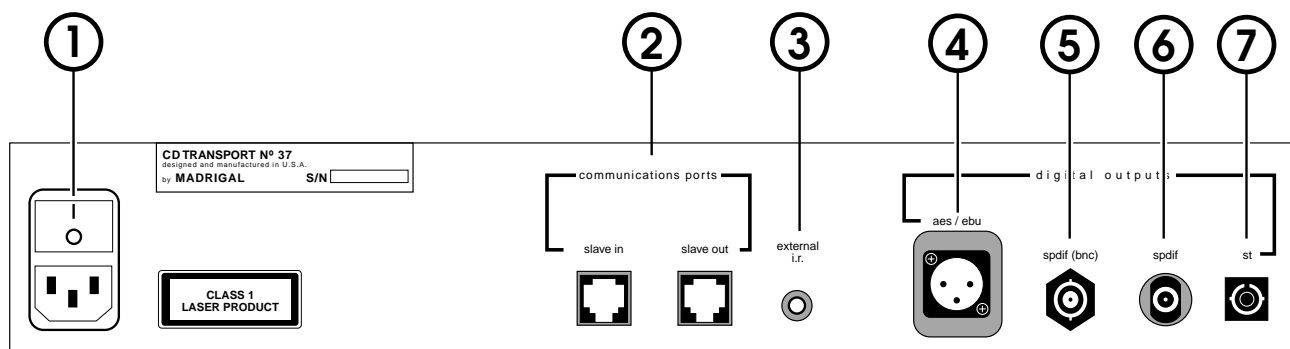 1
2
3
4
5
6
7
CD TRANSPORT Nº 37
designed and manufactured in U.S.A.
by MADRIGAL S/N
communications ports
digital outputs
aes / ebu
slave in
slave out
external
i.r.
spdif (bnc)
spdif
st
CLASS 1
LASER PRODUCT